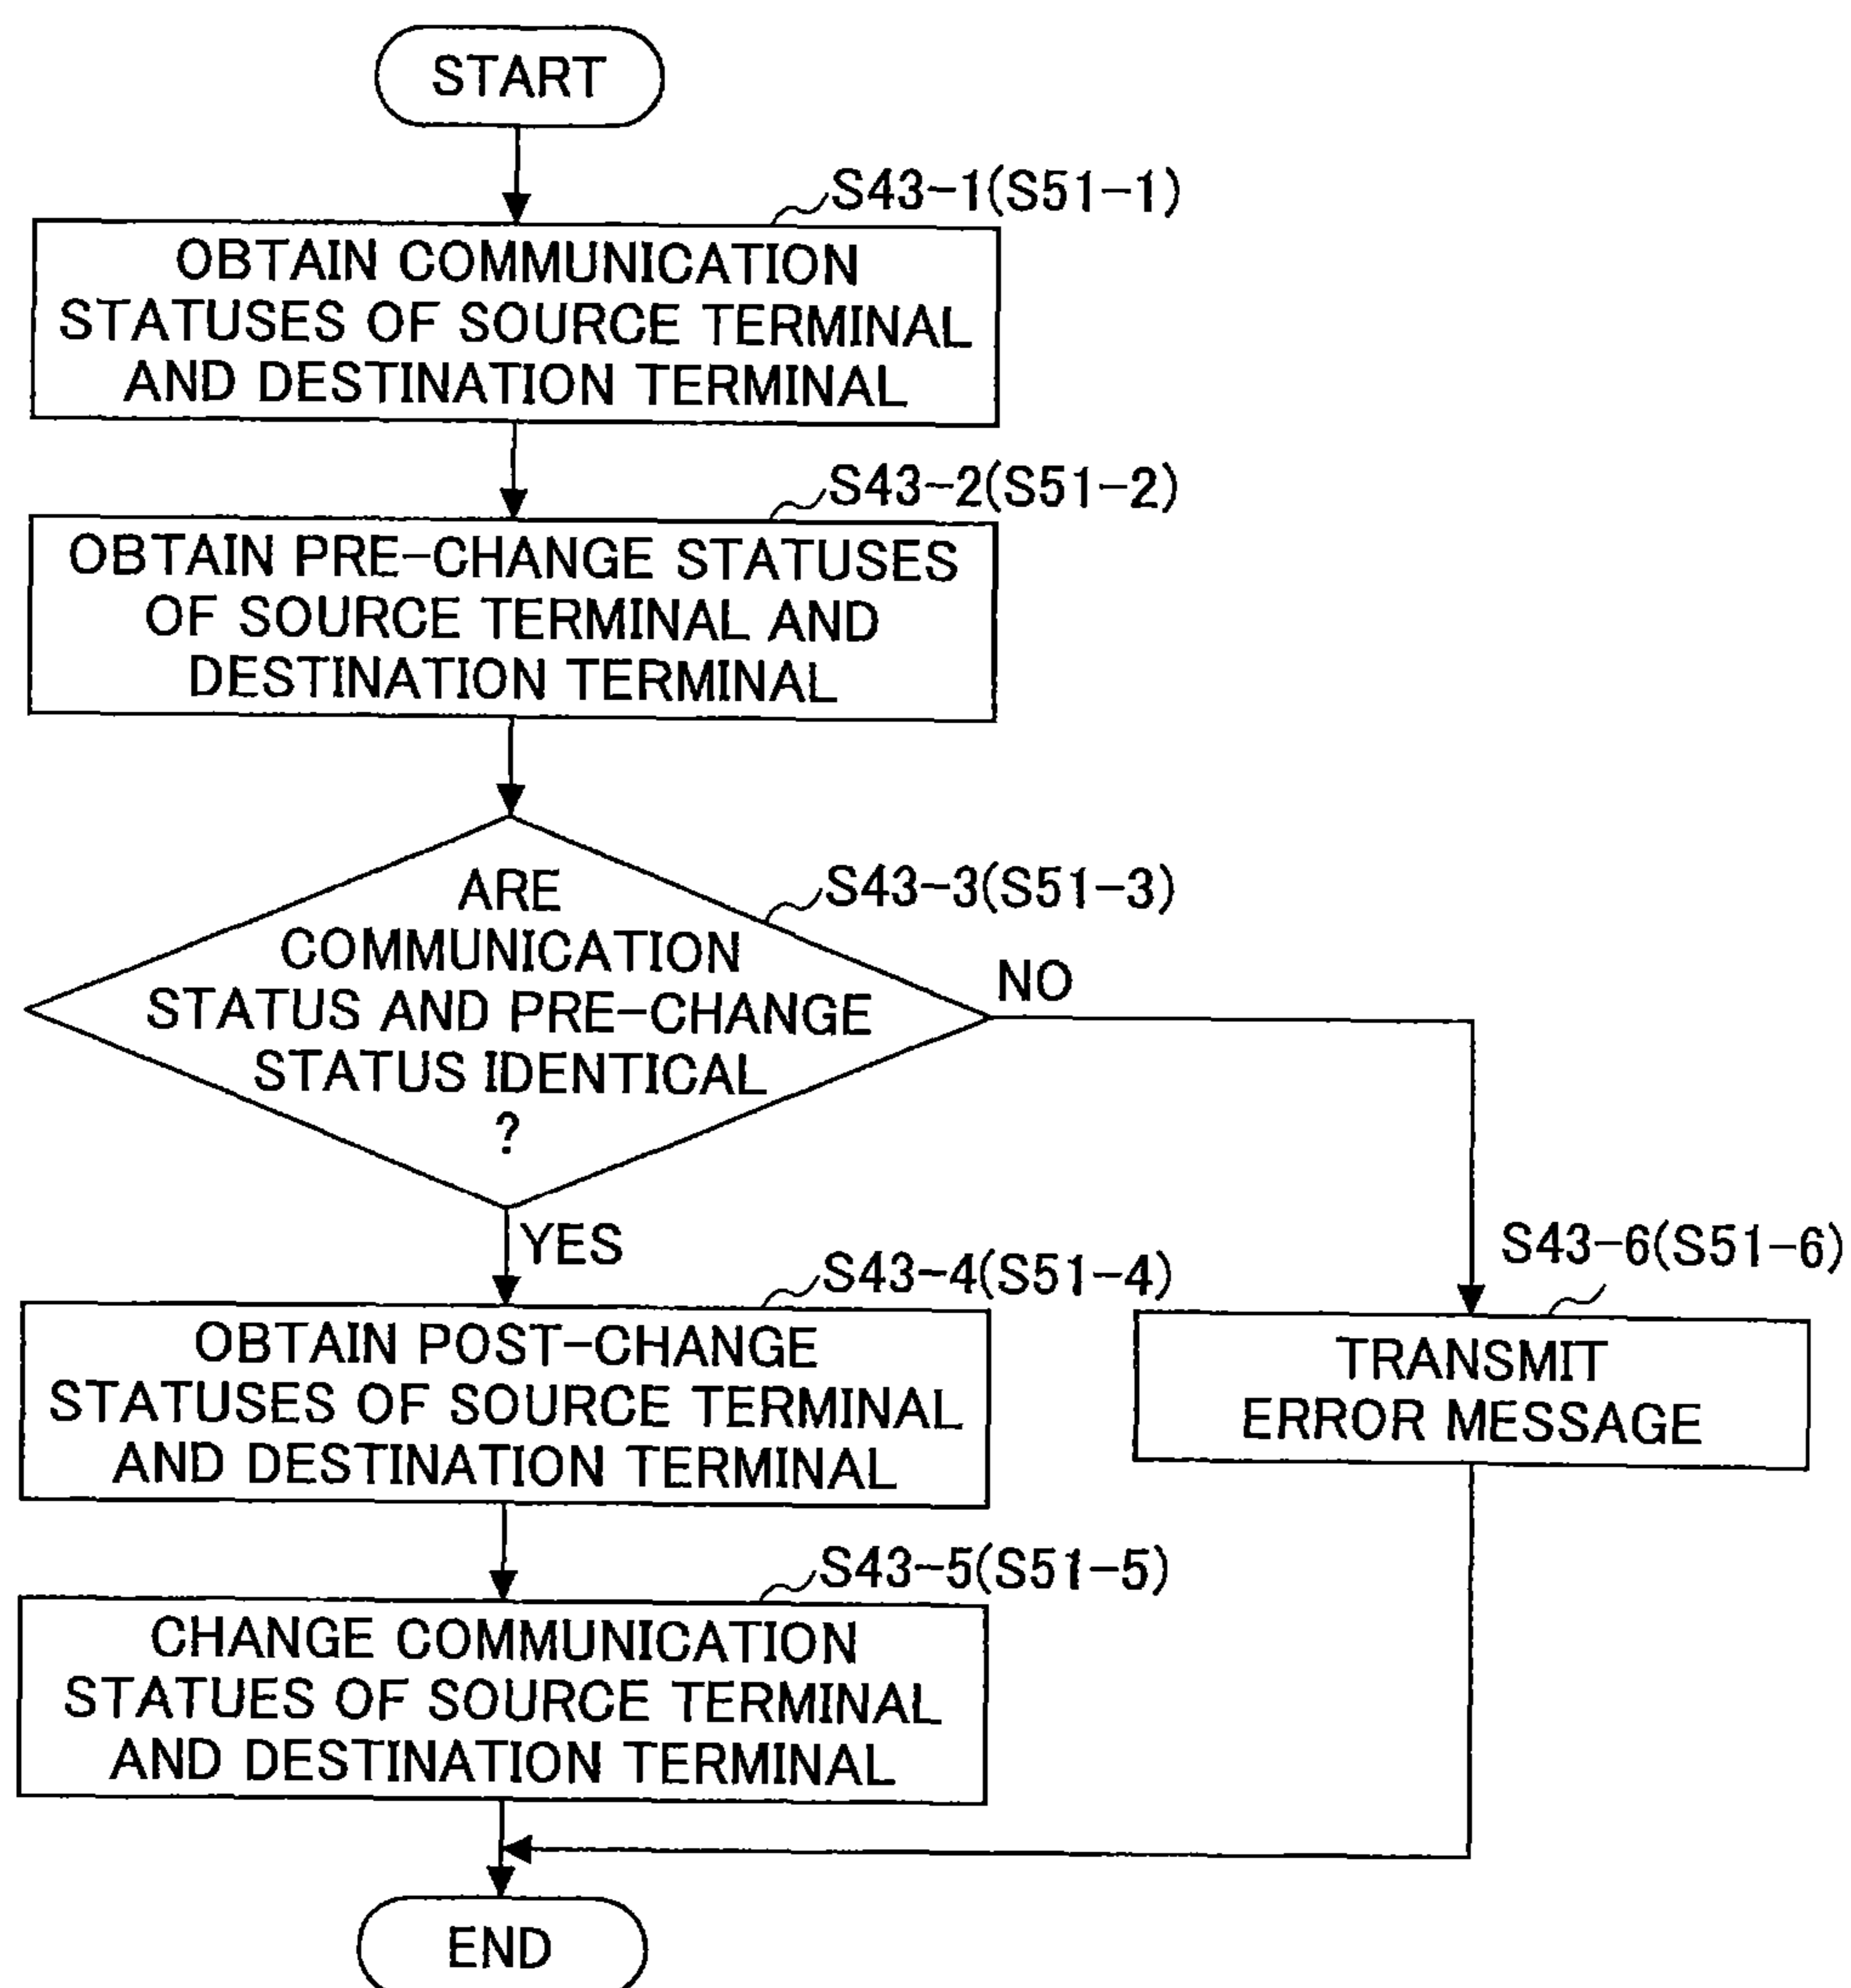 START
S43-1(S51-1)
OBTAIN COMMUNICATION
STATUSES OF SOURCE TERMINAL
AND DESTINATION TERMINAL
S43-2(S51-2)
OBTAIN PRE-CHANGE STATUSES
OF SOURCE TERMINAL AND
DESTINATION TERMINAL
S43-3(S51-3)
ARE
COMMUNICATION
STATUS AND PRE-CHANGE
STATUS IDENTICAL
?
NO
YES
S43-4(S51-4)
OBTAIN POST-CHANGE
STATUSES OF SOURCE TERMINAL
AND DESTINATION TERMINAL
S43-6(S51-6)
TRANSMIT
ERROR MESSAGE
S43-5(S51-5)
CHANGE COMMUNICATION
STATUES OF SOURCE TERMINAL
AND DESTINATION TERMINAL
END